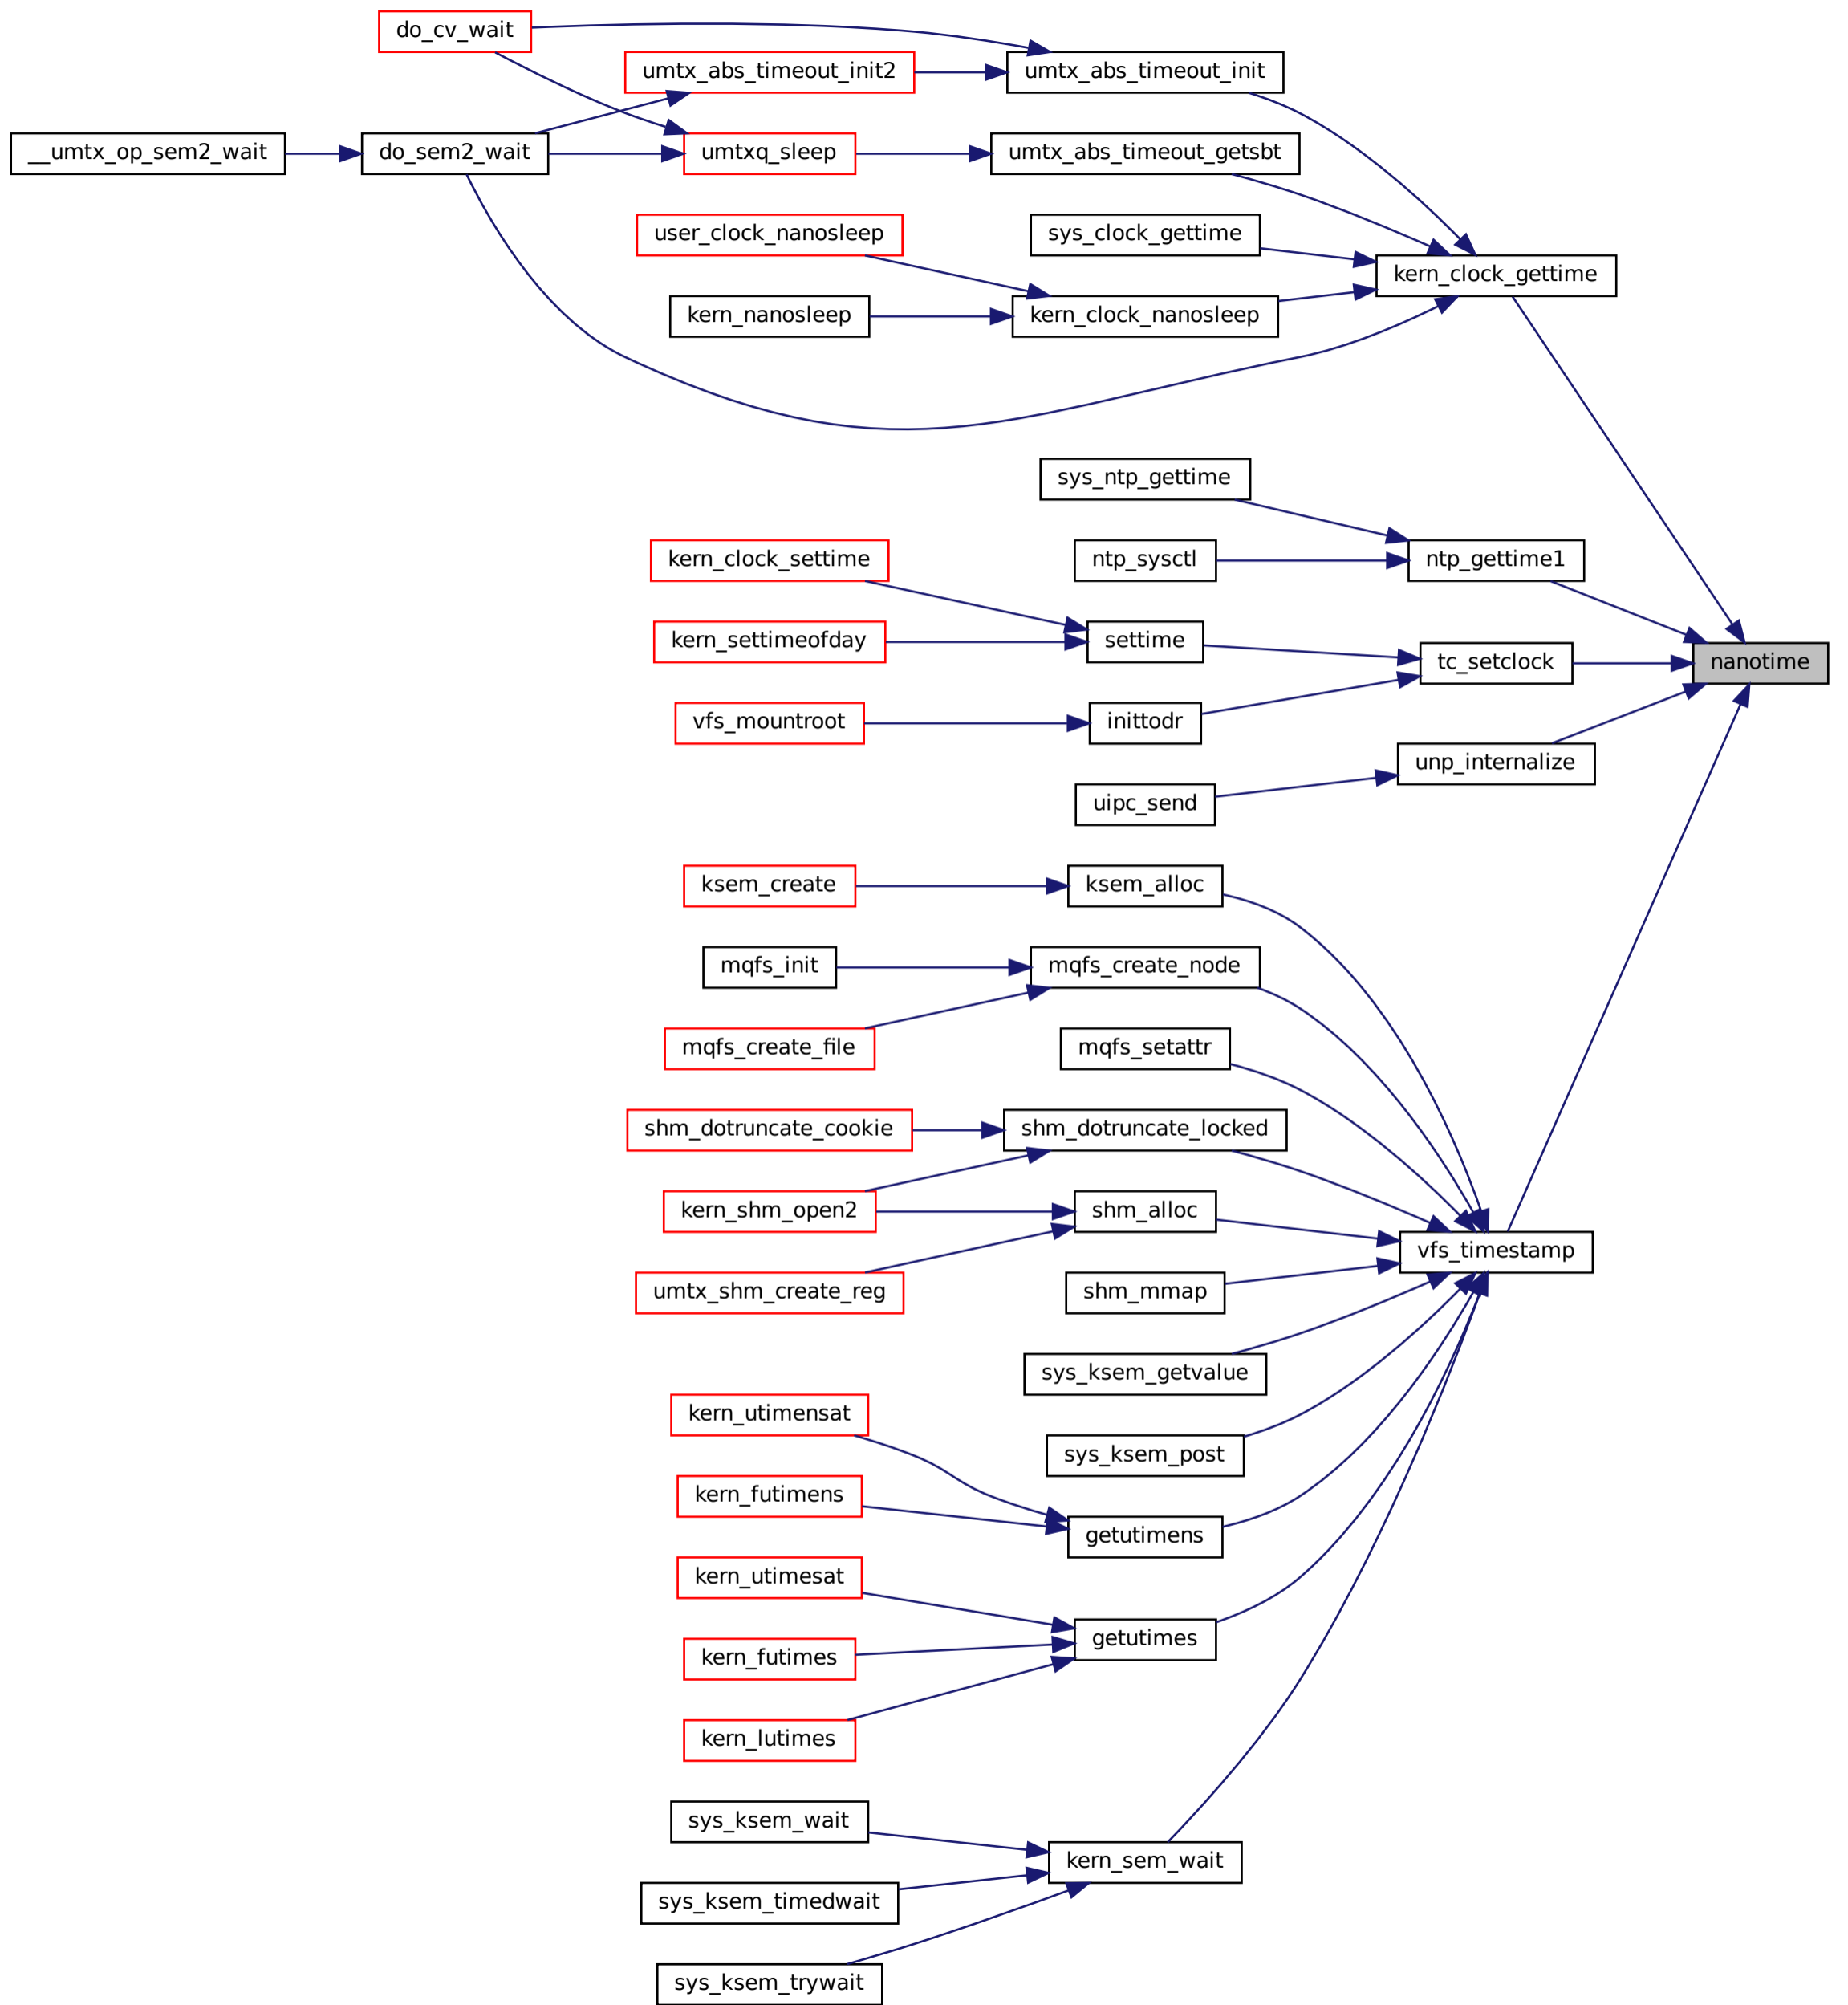 do_cv_wait
umtx_abs_timeout_init2
umtx_abs_timeout_init
__umtx_op_sem2_wait
do_sem2_wait
umtxq_sleep
umtx_abs_timeout_getsbt
user_clock_nanosleep
sys_clock_gettime
kern_clock_gettime
kern_nanosleep
kern_clock_nanosleep
sys_ntp_gettime
kern_clock_settime
ntp_sysctl
ntp_gettime1
kern_settimeofday
settime
tc_setclock
nanotime
vfs_mountroot
inittodr
unp_internalize
uipc_send
ksem_create
ksem_alloc
mqfs_init
mqfs_create_node
mqfs_create_file
mqfs_setattr
shm_dotruncate_cookie
shm_dotruncate_locked
kern_shm_open2
shm_alloc
vfs_timestamp
umtx_shm_create_reg
shm_mmap
sys_ksem_getvalue
kern_utimensat
sys_ksem_post
kern_futimens
getutimens
kern_utimesat
getutimes
kern_futimes
kern_lutimes
sys_ksem_wait
kern_sem_wait
sys_ksem_timedwait
sys_ksem_trywait